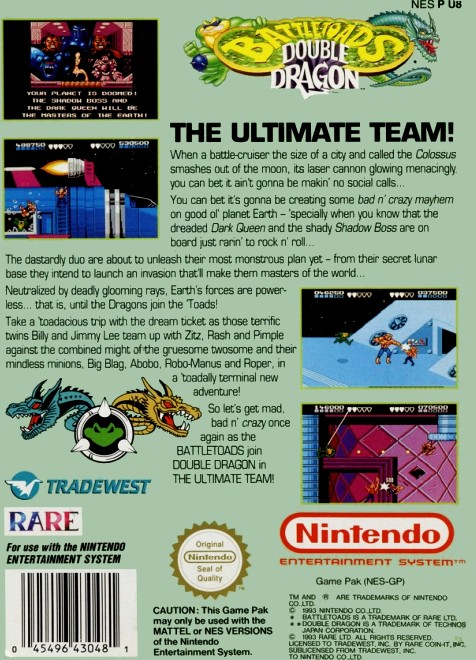 NES P U8
BATTLETOADS
DOUBLE
DRAGON
YOUR PLANET IS DOOMED!
THE SHADOW BOSS AND
THE DARK QUEEN WILL BE
THE MASTERS OF THE EARTH!
THE ULTIMATE TEAM!
When a battle-cruiser the size of a city and called the Colossus
smashes out of the moon, its laser cannon glowing menacingly,
you can bet it ain't gonna be makin' no social calls...
You can bet it's gonna be creating some bad n' crazy mayhem
on good ol' planet Earth – 'specially when you know that the
dreaded Dark Queen and the shady Shadow Boss are on
board just rarin' to rock n' roll...
The dastardly duo are about to unleash their most monstrous plan yet – from their secret lunar
base they intend to launch an invasion that'll make them masters of the world...
Neutralized by deadly glooming rays, Earth's forces are power-
less... that is, until the Dragons join the 'Toads!
Take a 'toadacious trip with the dream ticket as those terrific
twins Billy and Jimmy Lee team up with Zitz, Rash and Pimple
against the combined might of the gruesome twosome and their
mindless minions, Big Blag, Abobo, Robo-Manus and Roper, in
a 'toadally terminal new
adventure!
So let's get mad,
bad n' crazy once
again as the
BATTLETOADS join
DOUBLE DRAGON in
THE ULTIMATE TEAM!
046250
037500
146000
070500
TRADEWEST
RARE
For use with the NINTENDO
ENTERTAINMENT SYSTEM
0 45496 43048 1
Original
Nintendo
Seal of
Quality
CAUTION: This Game Pak
may only be used with the
MATTEL or NES VERSIONS
of the Nintendo
Entertainment System.
Nintendo
ENTERTAINMENT SYSTEM™
Game Pak (NES-GP)
TM AND ® ARE TRADEMARKS OF NINTENDO
CO.,LTD.
© 1993 NINTENDO CO.,LTD.
* BATTLETOADS IS A TRADEMARK OF RARE LTD.
** DOUBLE DRAGON IS A TRADEMARK OF TECHNOS
JAPAN CORPORATION.
© 1993 RARE LTD. ALL RIGHTS RESERVED.
LICENSED TO TRADEWEST, INC. BY RARE COIN-IT, INC.
SUBLICENSED FROM TRADEWEST, INC.
TO NINTENDO CO.,LTD.